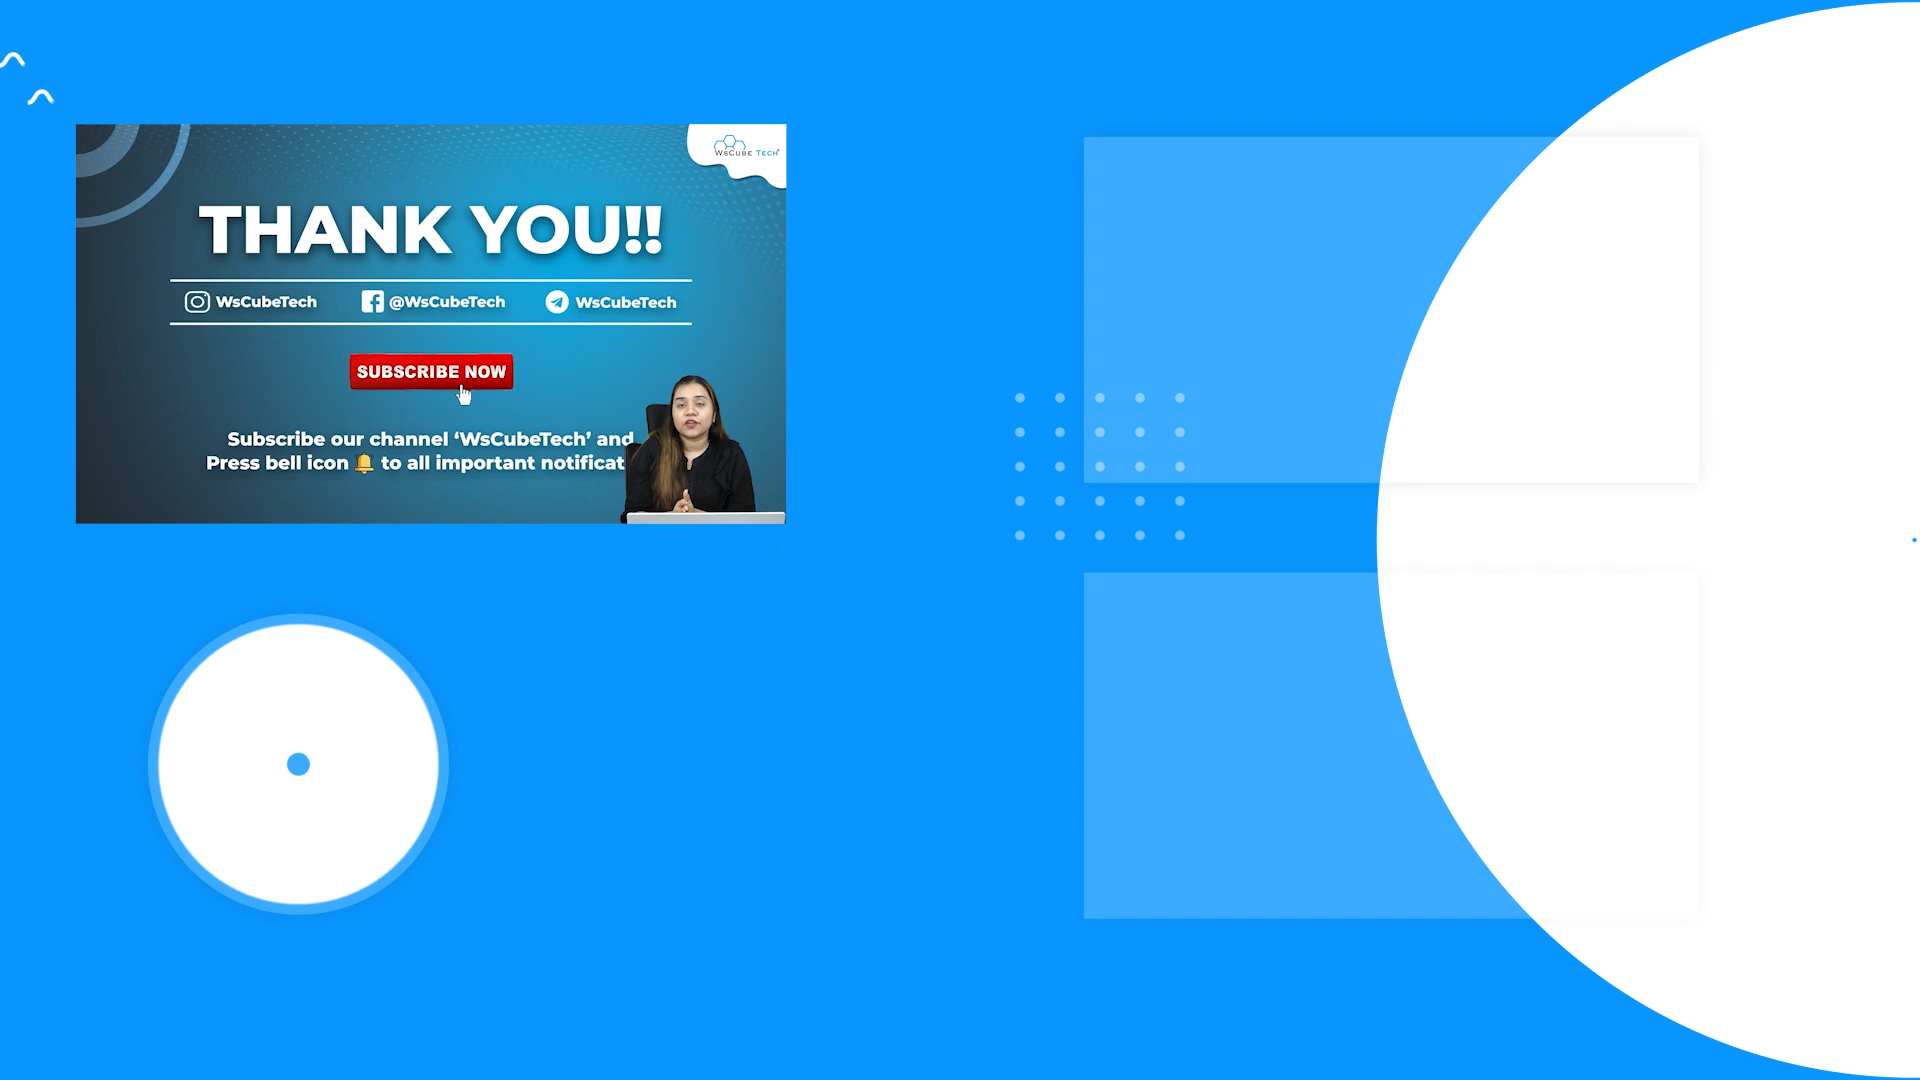 WsCube Tech
THANK YOU!!
WsCubeTech @WsCubeTech WsCubeTech
SUBSCRIBE NOW
Subscribe our channel ‘WsCubeTech’ and
Press bell icon 🔔 to all important notificat